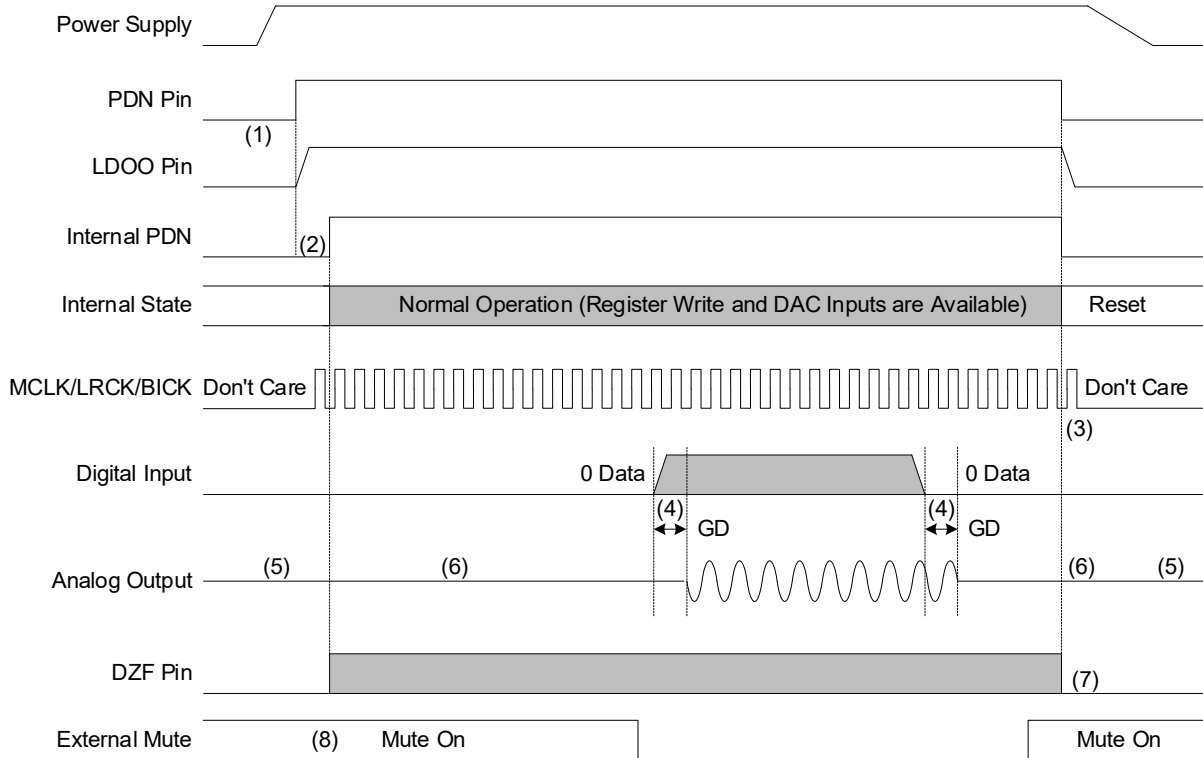 Power Supply
PDN Pin
(1)
LDOO Pin
Internal PDN
(2)
Internal State
Normal Operation (Register Write and DAC Inputs are Available)
Reset
MCLK/LRCK/BICK
Don't Care
Don't Care
(3)
Digital Input
0 Data
0 Data
(4)
GD
(4)
GD
Analog Output
(5)
(6)
(6)
(5)
DZF Pin
(7)
External Mute
(8)
Mute On
Mute On